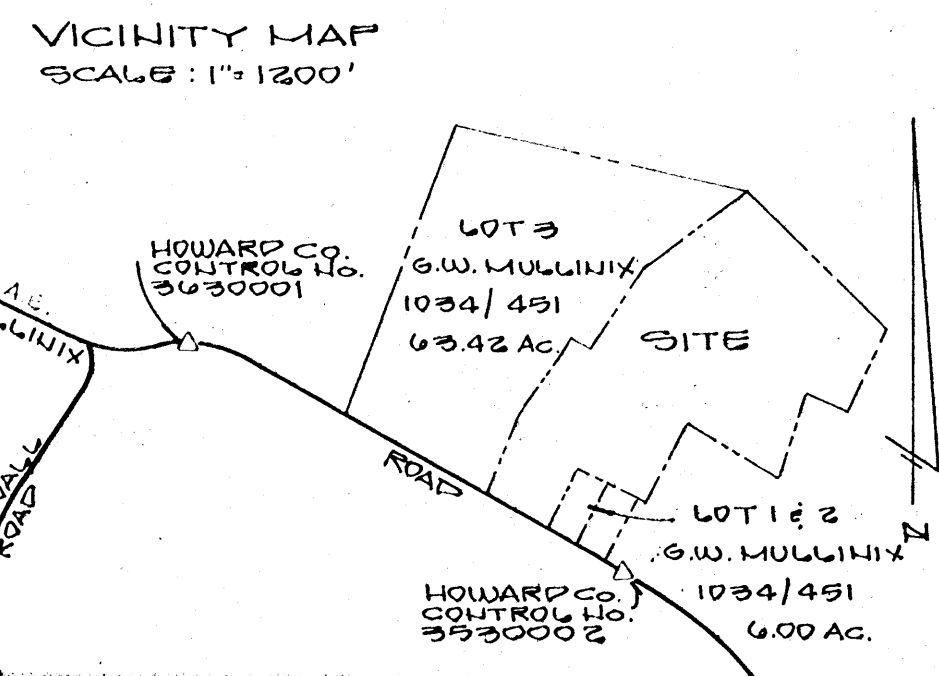 VICINITY MAP
SCALE : 1"= 1200'
LOT 3
G.W. MULLINIX
1034/451
63.42 AC.
HOWARD CO.
CONTROL No.
3630001
A.E.
SITE
ROAD
ROAD
LOT 1 & 2
G.W. MULLINIX
1034/451
6.00 AC.
HOWARD CO.
CONTROL No.
3530002
N